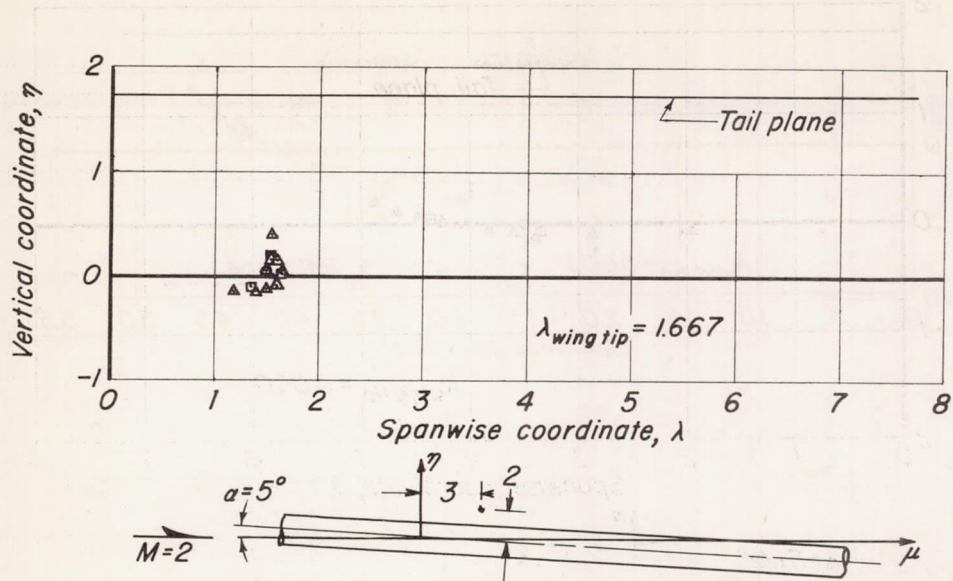 2
Tail plane
1
Vertical coordinate, η
0
λ wing tip = 1.667
-1
0 1 2 3 4 5 6 7 8
Spanwise coordinate, λ
η
α=5°
3
2
M=2
μ